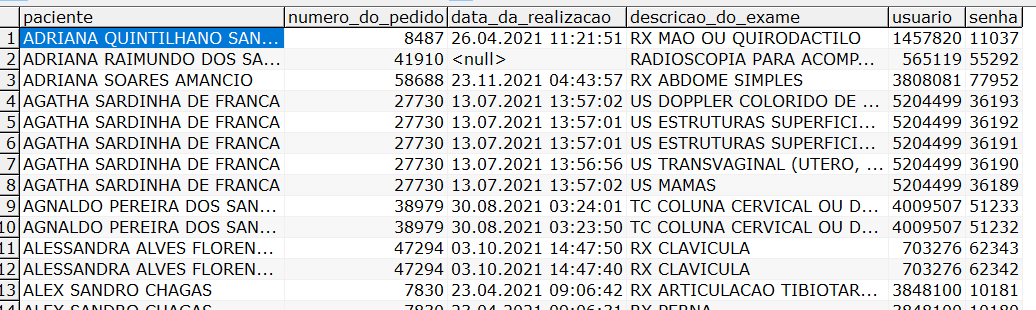 paciente numero_do_pedido data_da_realizacao descricao_do_exame usuario senha
1 ADRIANA QUINTILHANO SAN... 8487 26.04.2021 11:21:51 RX MAO OU QUIRODACTILO 1457820 11037
2 ADRIANA RAIMUNDO DOS SA... 41910 <null> RADIOSCOPIA PARA ACOMP... 565119 55292
3 ADRIANA SOARES AMANCIO 58688 23.11.2021 04:43:57 RX ABDOME SIMPLES 3808081 77952
4 AGATHA SARDINHA DE FRANCA 27730 13.07.2021 13:57:02 US DOPPLER COLORIDO DE ... 5204499 36193
5 AGATHA SARDINHA DE FRANCA 27730 13.07.2021 13:57:01 US ESTRUTURAS SUPERFICI... 5204499 36192
6 AGATHA SARDINHA DE FRANCA 27730 13.07.2021 13:57:01 US ESTRUTURAS SUPERFICI... 5204499 36191
7 AGATHA SARDINHA DE FRANCA 27730 13.07.2021 13:56:56 US TRANSVAGINAL (UTERO, ... 5204499 36190
8 AGATHA SARDINHA DE FRANCA 27730 13.07.2021 13:57:02 US MAMAS 5204499 36189
9 AGNALDO PEREIRA DOS SAN... 38979 30.08.2021 03:24:01 TC COLUNA CERVICAL OU D... 4009507 51233
10 AGNALDO PEREIRA DOS SAN... 38979 30.08.2021 03:23:50 TC COLUNA CERVICAL OU D... 4009507 51232
11 ALESSANDRA ALVES FLOREN... 47294 03.10.2021 14:47:50 RX CLAVICULA 703276 62343
12 ALESSANDRA ALVES FLOREN... 47294 03.10.2021 14:47:40 RX CLAVICULA 703276 62342
13 ALEX SANDRO CHAGAS 7830 23.04.2021 09:06:42 RX ARTICULACAO TIBIOTAR... 3848100 10181
14 ALEX SANDRO CHAGAS 7830 23.04.2021 RX PERNA 3848100